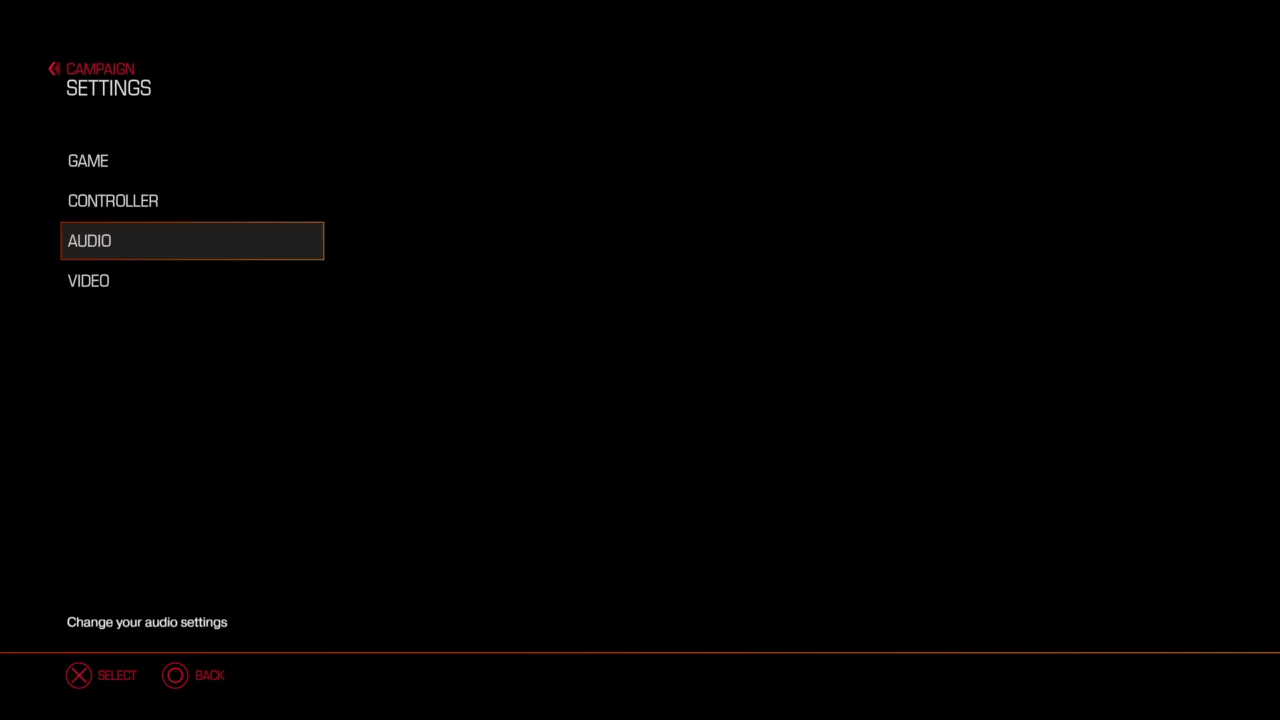 CAMPAIGN
SETTINGS
GAME
CONTROLLER
AUDIO
VIDEO
Change your audio settings
SELECT BACK